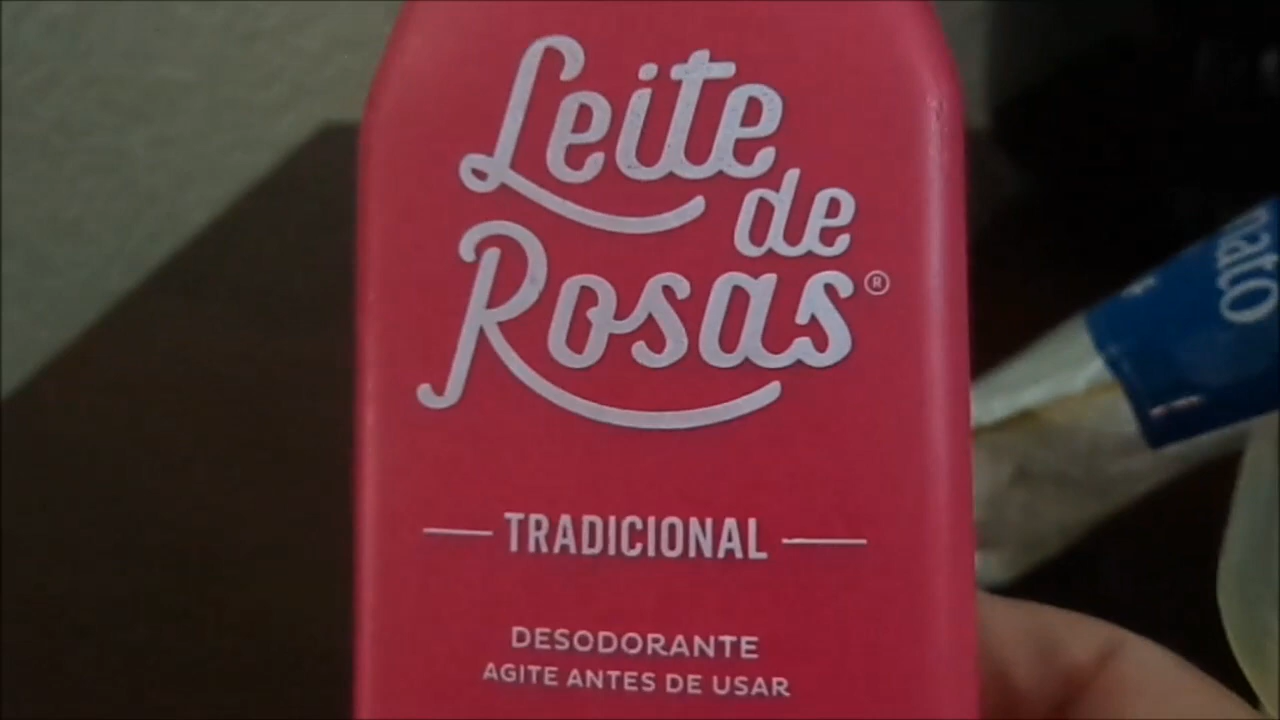 Leite
de
Rosas®
TRADICIONAL
DESODORANTE
AGITE ANTES DE USAR